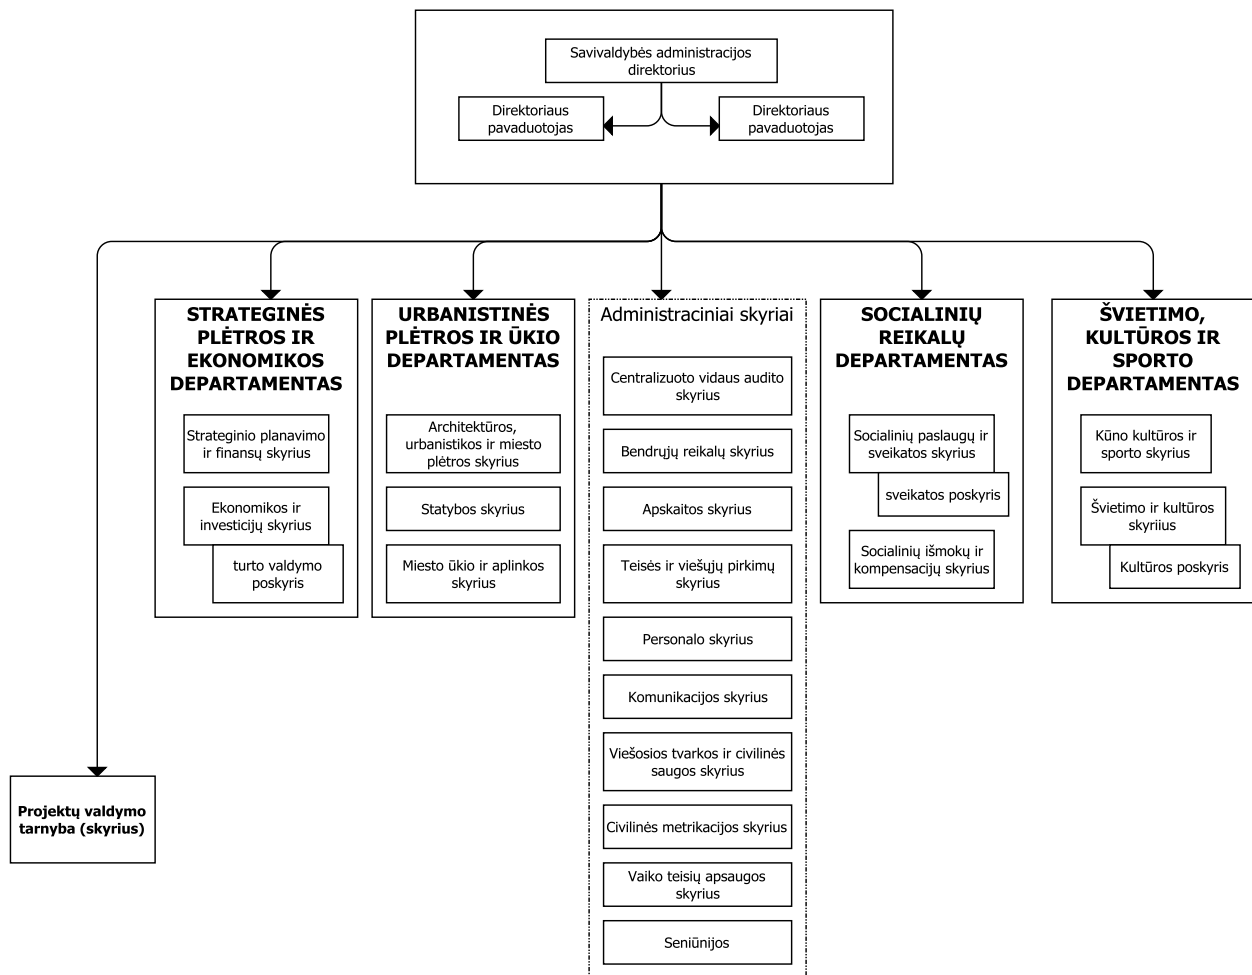 Savivaldybės administracijos
direktorius
Direktoriaus
pavaduotojas
Direktoriaus
pavaduotojas
STRATEGINĖS
PLĖTROS IR
EKONOMIKOS
DEPARTAMENTAS
Strateginio planavimo
ir finansų skyrius
Ekonomikos ir
investicijų skyrius
turto valdymo
poskyris
URBANISTINĖS
PLĖTROS IR ŪKIO
DEPARTAMENTAS
Architektūros,
urbanistikos ir miesto
plėtros skyrius
Statybos skyrius
Miesto ūkio ir aplinkos
skyrius
Administraciniai skyriai
Centralizuoto vidaus audito
skyrius
Bendrųjų reikalų skyrius
Apskaitos skyrius
Teisės ir viešųjų pirkimų
skyrius
Personalo skyrius
Komunikacijos skyrius
Viešosios tvarkos ir civilinės
saugos skyrius
Civilinės metrikacijos skyrius
Vaiko teisių apsaugos
skyrius
Seniūnijos
SOCIALINIŲ
REIKALŲ
DEPARTAMENTAS
Socialinių paslaugų ir
sveikatos skyrius
sveikatos poskyris
Socialinių išmokų ir
kompensacijų skyrius
ŠVIETIMO,
KULTŪROS IR
SPORTO
DEPARTAMENTAS
Kūno kultūros ir
sporto skyrius
Švietimo ir kultūros
skyriius
Kultūros poskyris
Projektų valdymo
tarnyba (skyrius)